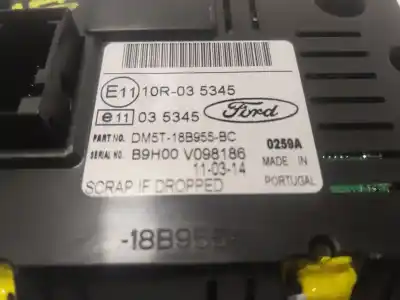 E11 10R-03 5345
e11 03 5345
Ford
PART NO. DM5T-18B955-BC 0259A
SERIAL NO. B9H00 V098186 MADE IN
11-03-14 PORTUGAL
SCRAP IF DROPPED
-18B955-